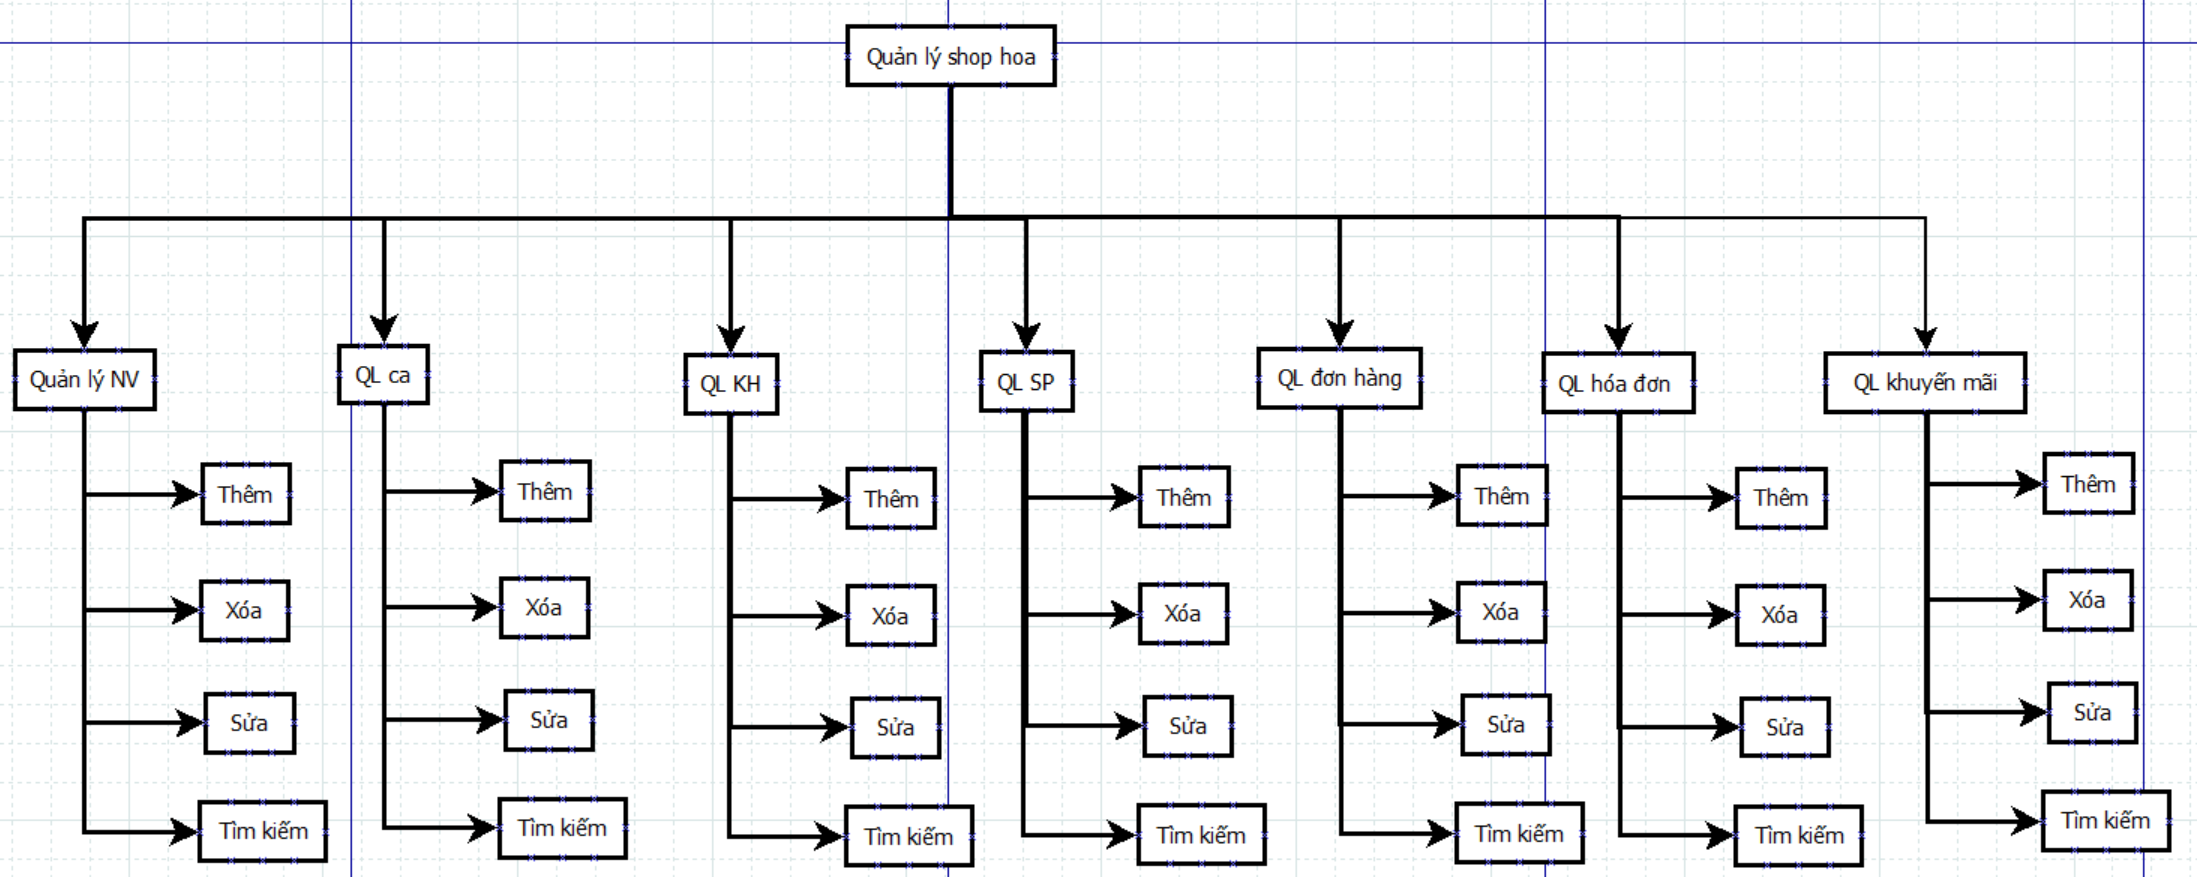 Quản lý shop hoa
Quản lý NV
QL ca
QL KH
QL SP
QL đơn hàng
QL hóa đơn
QL khuyến mãi
Thêm
Thêm
Thêm
Thêm
Thêm
Thêm
Thêm
Xóa
Xóa
Xóa
Xóa
Xóa
Xóa
Xóa
Sửa
Sửa
Sửa
Sửa
Sửa
Sửa
Sửa
Tìm kiếm
Tìm kiếm
Tìm kiếm
Tìm kiếm
Tìm kiếm
Tìm kiếm
Tìm kiếm